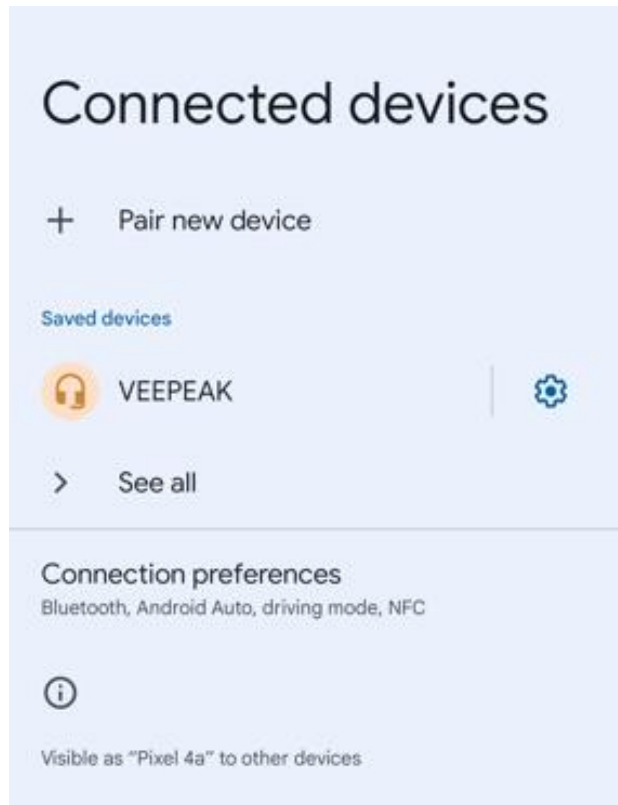 Connected devices
Pair new device
Saved devices
VEEPEAK
See all
Connection preferences
Bluetooth, Android Auto, driving mode, NFC
Visible as "Pixel 4a" to other devices